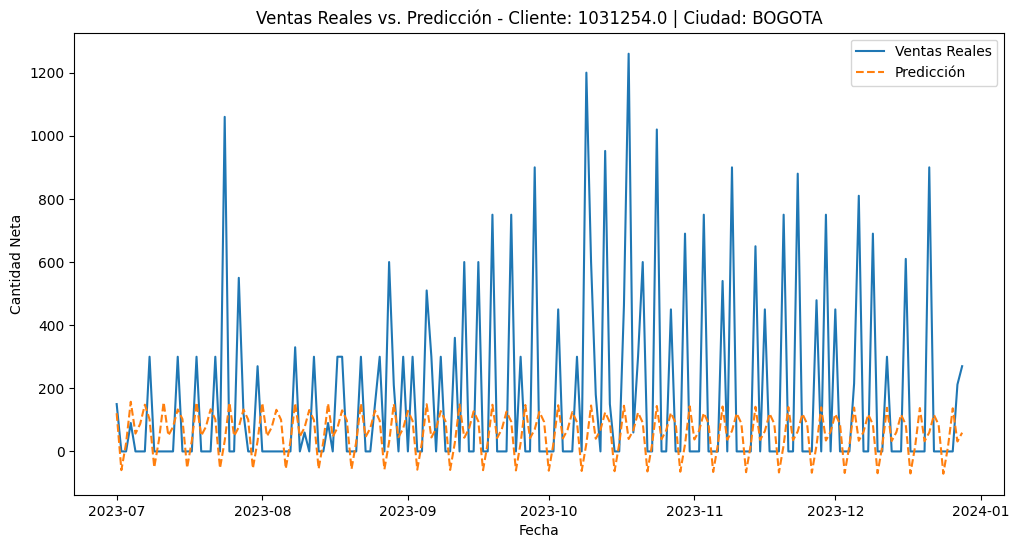 Ventas Reales vs. Predicción - Cliente: 1031254.0 | Ciudad: BOGOTA
Ventas Reales
Predicción
1200
1000
800
600
400
200
0
Cantidad Neta
2023-07
2023-08
2023-09
2023-10
2023-11
2023-12
2024-01
Fecha